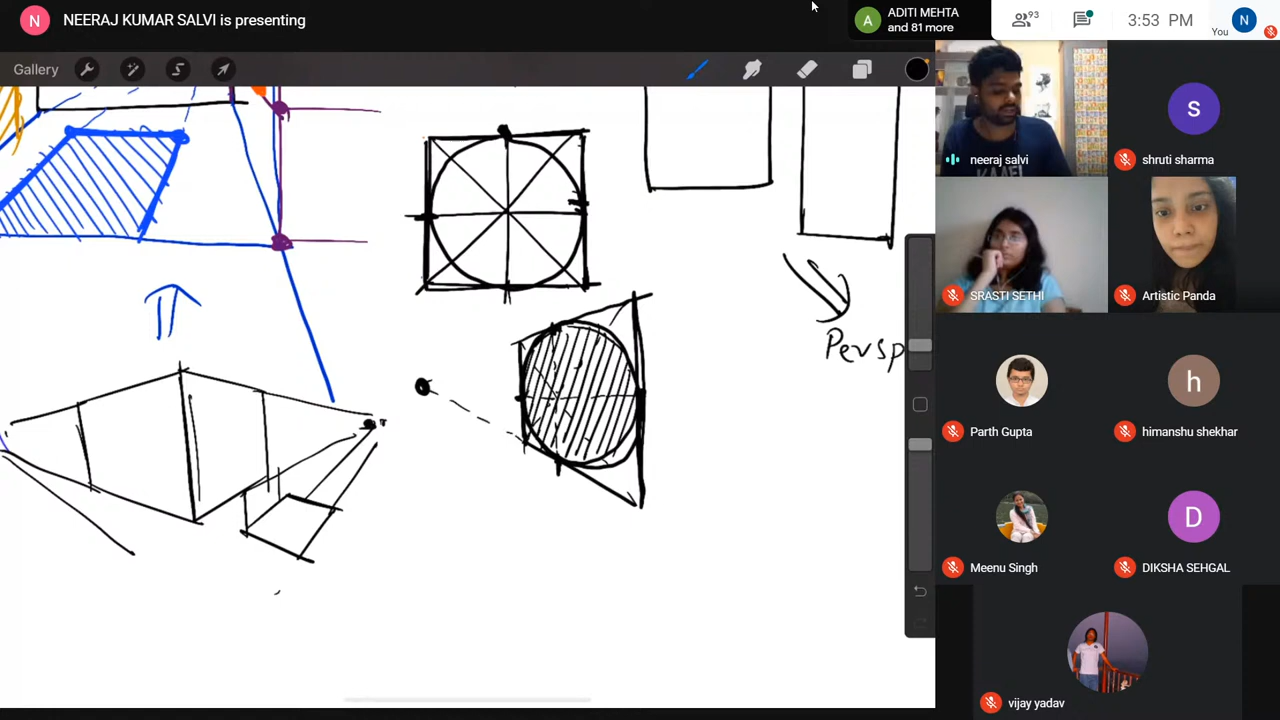 N NEERAJ KUMAR SALVI is presenting
A ADITI MEHTA
and 81 more
93
3:53 PM
You
N
Gallery
neeraj salvi
S
shruti sharma
SRASTI SETHI
Artistic Panda
Persp
Parth Gupta
h
himanshu shekhar
Meenu Singh
D
DIKSHA SEHGAL
vijay yadav